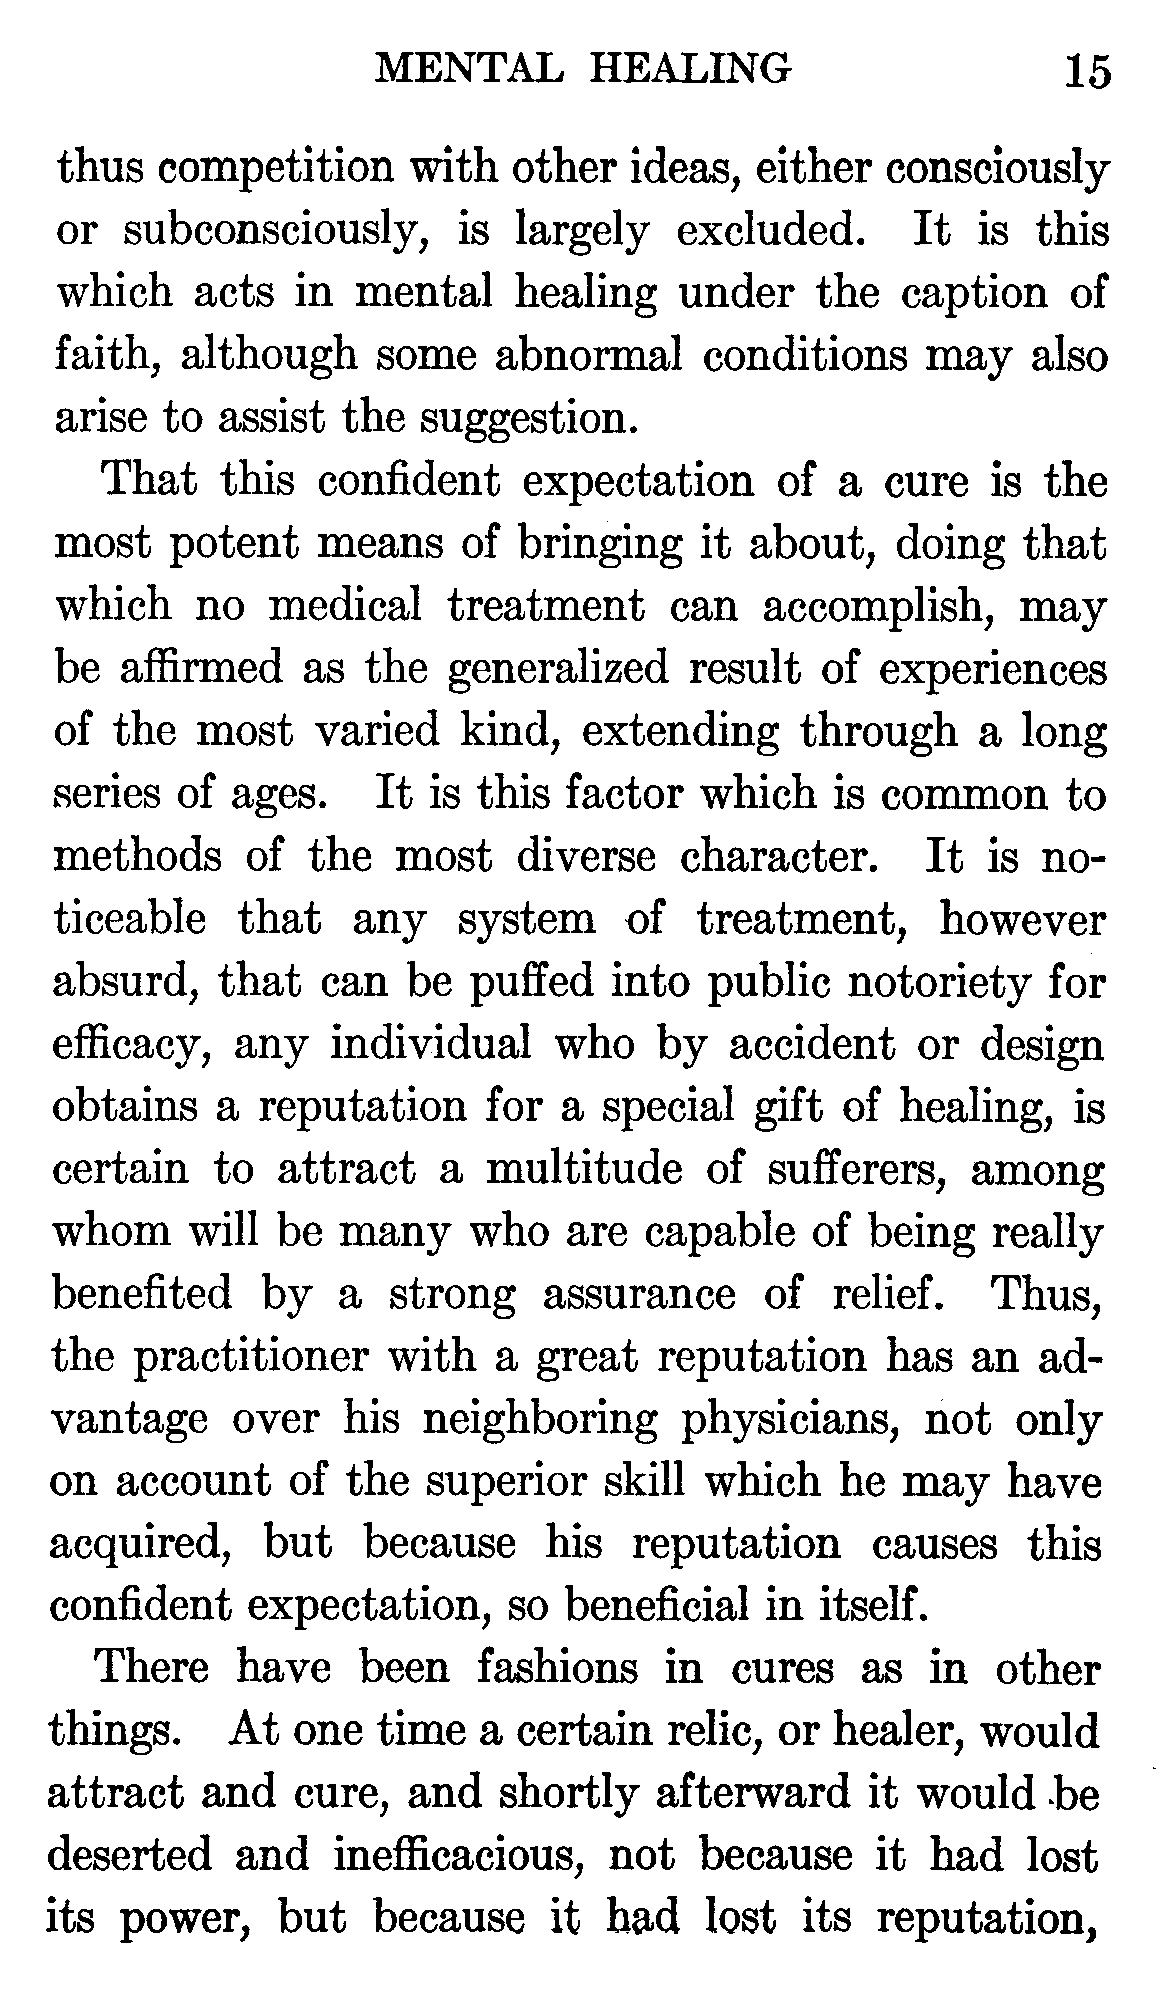 MENTAL HEALING 15
thus competition with other ideas, either consciously
or subconsciously, is largely excluded. It is this
which acts in mental healing under the caption of
faith, although some abnormal conditions may also
arise to assist the suggestion.
That this confident expectation of a cure is the
most potent means of bringing it about, doing that
which no medical treatment can accomplish, may
be affirmed as the generalized result of experiences
of the most varied kind, extending through a long
series of ages. It is this factor which is common to
methods of the most diverse character. It is no-
ticeable that any system of treatment, however
absurd, that can be puffed into public notoriety for
efficacy, any individual who by accident or design
obtains a reputation for a special gift of healing, is
certain to attract a multitude of sufferers, among
whom will be many who are capable of being really
benefited by a strong assurance of relief. Thus,
the practitioner with a great reputation has an ad-
vantage over his neighboring physicians, not only
on account of the superior skill which he may have
acquired, but because his reputation causes this
confident expectation, so beneficial in itself.
There have been fashions in cures as in other
things. At one time a certain relic, or healer, would
attract and cure, and shortly afterward it would be
deserted and inefficacious, not because it had lost
its power, but because it had lost its reputation,